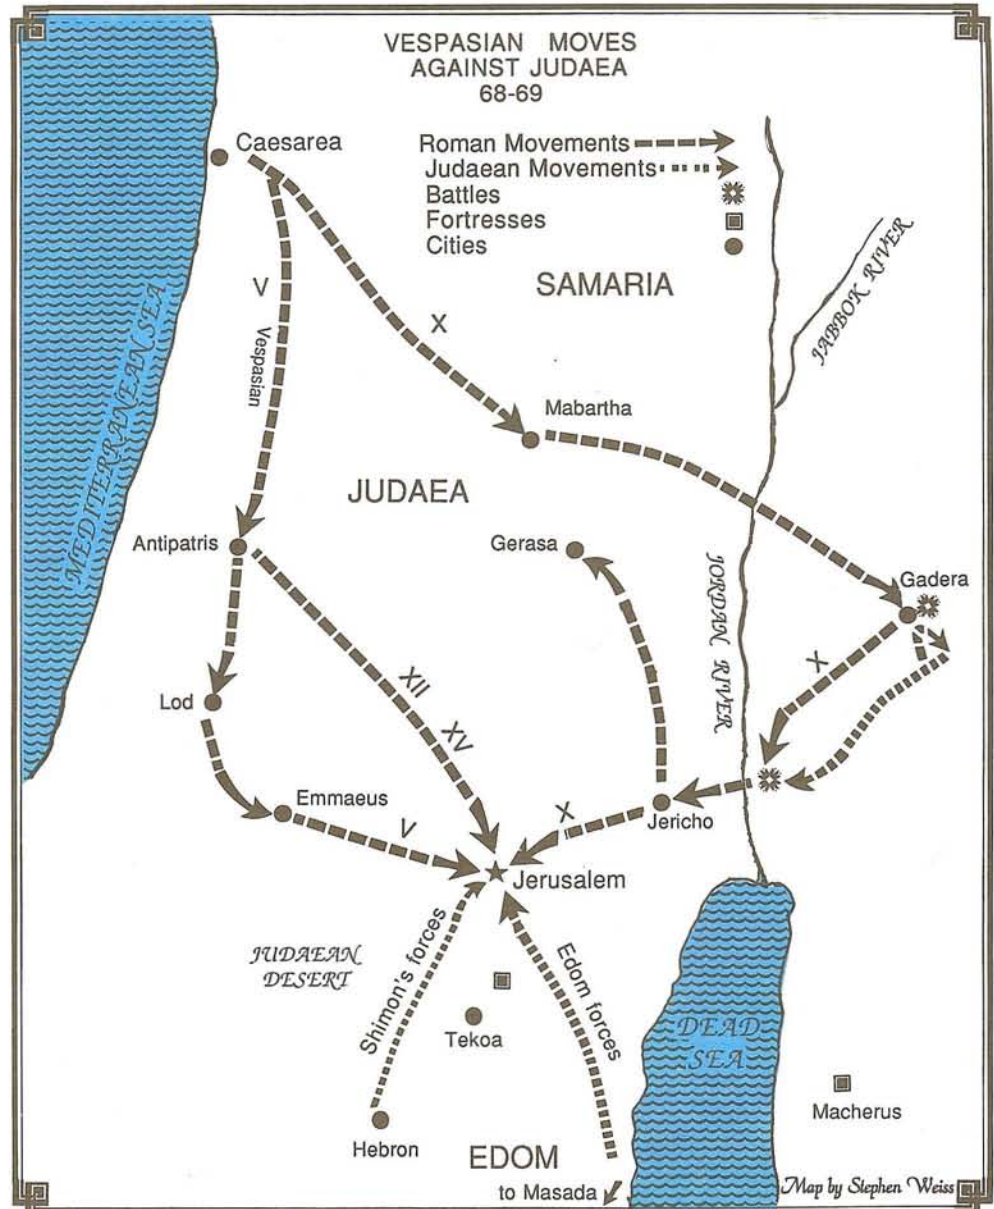 VESPASIAN MOVES
AGAINST JUDAEA
68-69
Roman Movements
Judaean Movements
Battles
Fortresses
Cities
Caesarea
SAMARIA
JABBOK RIVER
V
Vespasian
X
MEDITERRANEAN SEA
Mabartha
JUDAEA
Antipatris
Gerasa
JORDAN RIVER
Gadera
X
Lod
XII
XV
Emmaeus
V
X
Jericho
Jerusalem
JUDAEAN
DESERT
Shimon's forces
Edom forces
Tekoa
DEAD
SEA
Macherus
Hebron
EDOM
to Masada
Map by Stephen Weiss